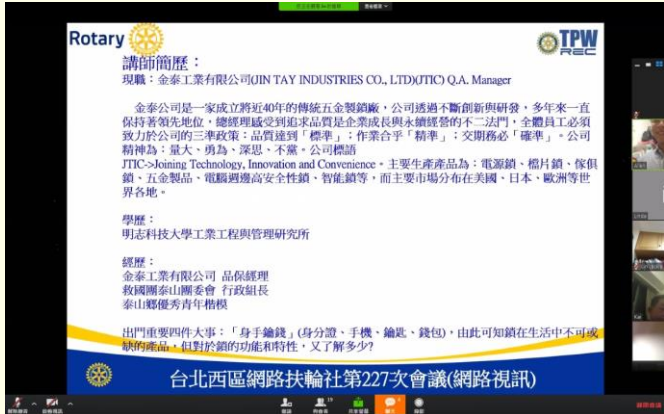 Rotary
TPW
REC
講師簡歷：
現職：金泰工業有限公司(JIN TAY INDUSTRIES CO., LTD)(JTIC) Q.A. Manager
金泰公司是一家成立將近40年的傳統五金製鎖廠，公司透過不斷創新與研發，多年來一直
保持著領先地位，總經理感受到追求品質是企業成長與永續經營的不二法門，全體員工必須
致力於公司的三準政策：品質達到「標準」；作業合乎「精準」；交期務必「確準」。公司
精神為：量大、勇為、深思、不黨。公司標語
JTIC->Joining Technology, Innovation and Convenience。主要生產產品為：電源鎖、檔片鎖、傢俱
鎖、五金製品、電腦週邊高安全性鎖、智能鎖等，而主要市場分布在美國、日本、歐洲等世
界各地。
學歷：
明志科技大學工業工程與管理研究所
經歷：
金泰工業有限公司 品保經理
救國團泰山團委會 行政組長
泰山鄉優秀青年楷模
出門重要四件大事：「身手鑰錢」(身分證、手機、鑰匙、錢包)，由此可知鎖在生活中不可或
缺的產品，但對於鎖的功能和特性，又了解多少?
台北西區網路扶輪社第227次會議(網路視訊)